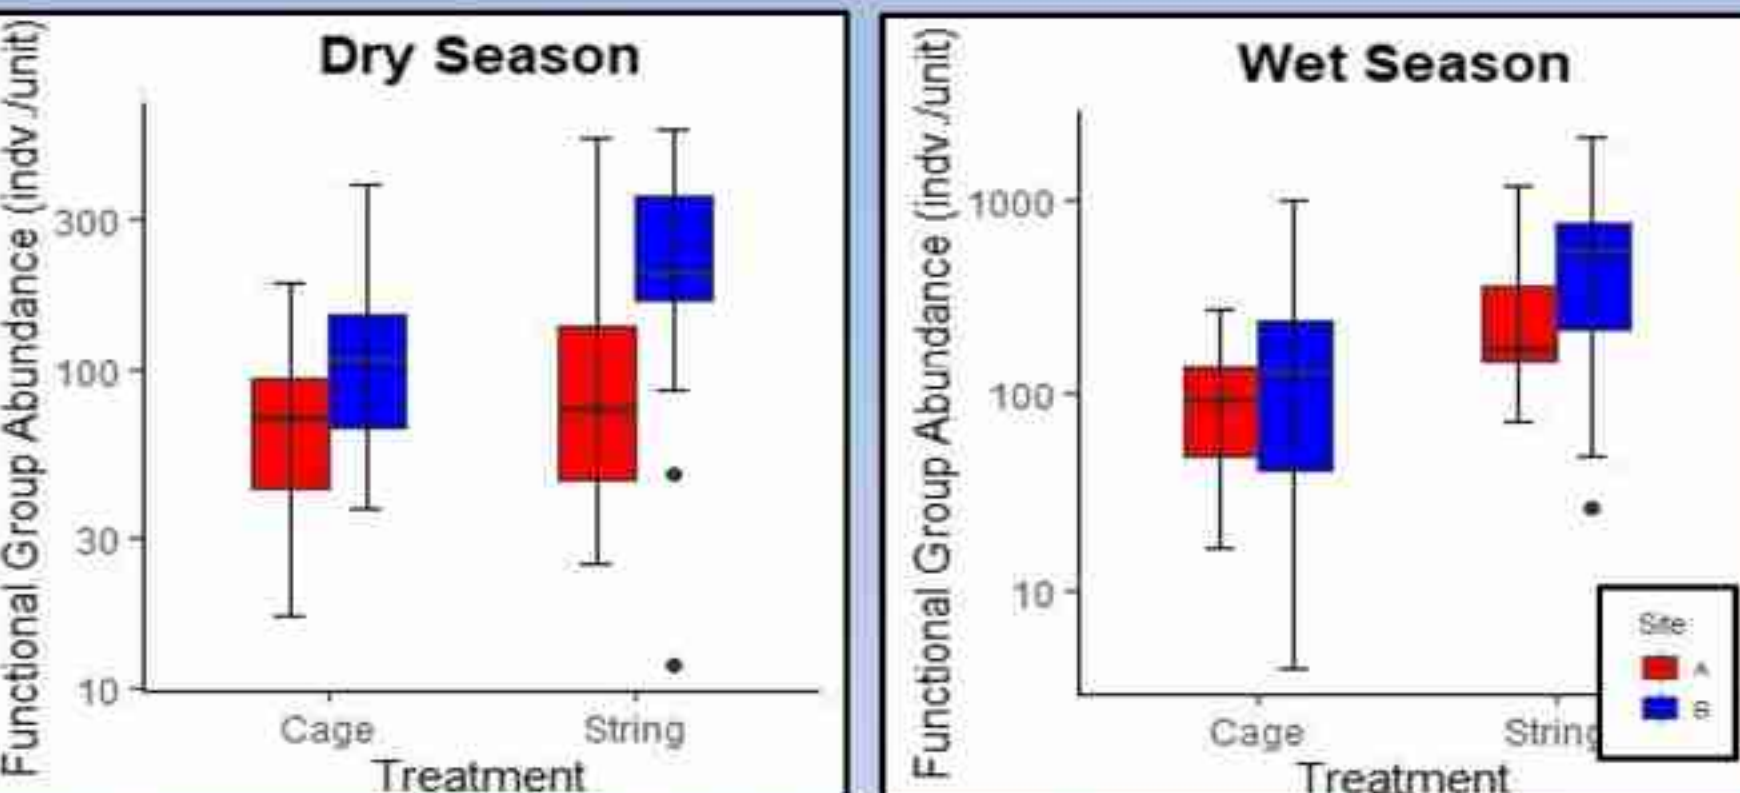 Dry Season
Functional Group Abundance (indv./unit)
300
100
30
10
Cage
String
Treatment
Wet Season
Functional Group Abundance (indv./unit)
1000
100
10
Cage
String
Treatment
Site
A
B